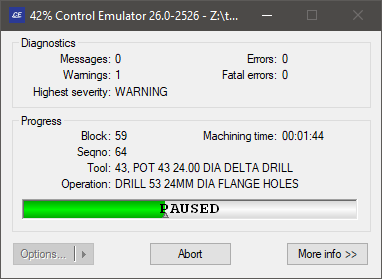 42% Control Emulator 26.0-2526 - Z:\t...
Diagnostics
Messages: 0 Errors: 0
Warnings: 1 Fatal errors: 0
Highest severity: WARNING
Progress
Block: 59 Machining time: 00:01:44
Seqno: 64
Tool: 43, POT 43 24.00 DIA DELTA DRILL
Operation: DRILL 53 24MM DIA FLANGE HOLES
PAUSED
Options... Abort More info >>